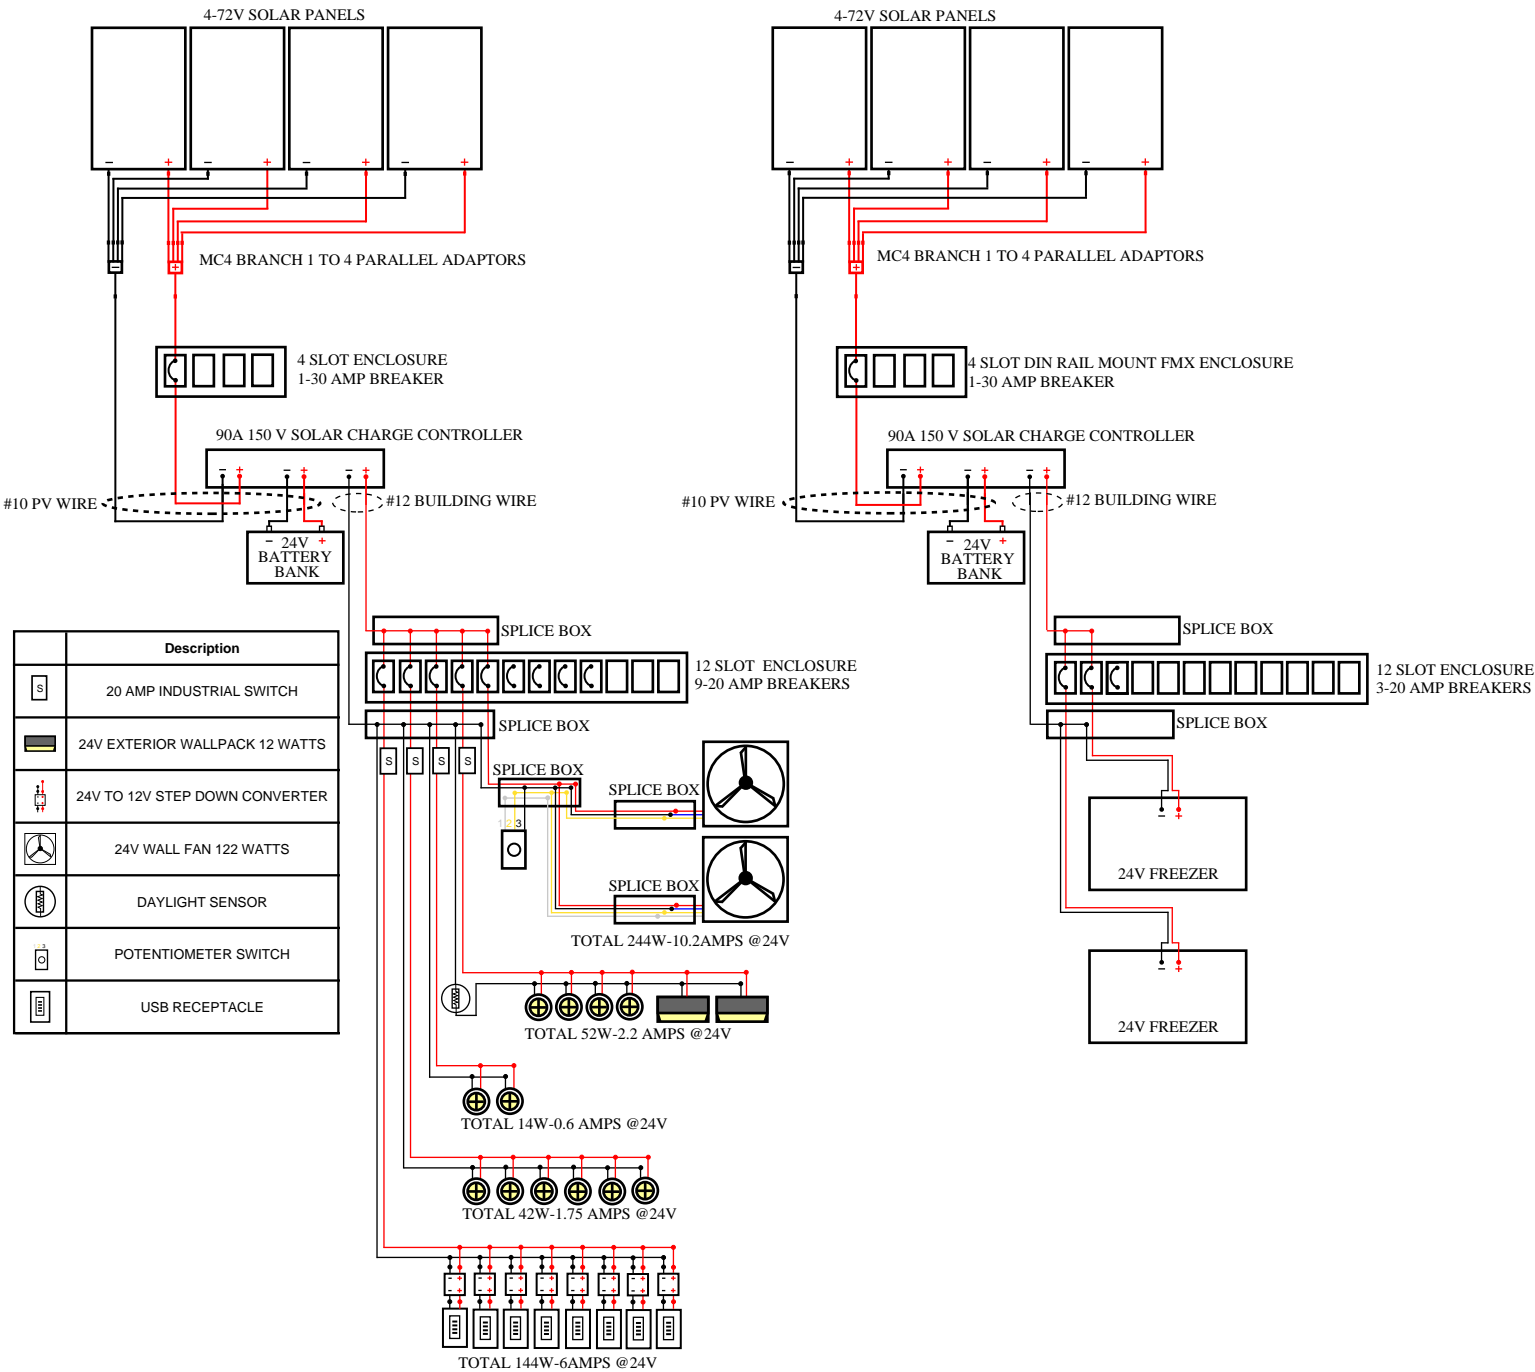 4-72V SOLAR PANELS
4-72V SOLAR PANELS
- + - + - + - +
- + - + - + - +
- +
MC4 BRANCH 1 TO 4 PARALLEL ADAPTORS
- +
MC4 BRANCH 1 TO 4 PARALLEL ADAPTORS
4 SLOT ENCLOSURE
1-30 AMP BREAKER
4 SLOT DIN RAIL MOUNT FMX ENCLOSURE
1-30 AMP BREAKER
90A 150 V SOLAR CHARGE CONTROLLER
- + - + - +
90A 150 V SOLAR CHARGE CONTROLLER
- + - + - +
#10 PV WIRE
#12 BUILDING WIRE
#10 PV WIRE
#12 BUILDING WIRE
- 24V +
BATTERY
BANK
- 24V +
BATTERY
BANK
SPLICE BOX
SPLICE BOX
12 SLOT ENCLOSURE
9-20 AMP BREAKERS
12 SLOT ENCLOSURE
3-20 AMP BREAKERS
SPLICE BOX
SPLICE BOX
S S S S
Description
S
20 AMP INDUSTRIAL SWITCH
24V EXTERIOR WALLPACK 12 WATTS
24V TO 12V STEP DOWN CONVERTER
24V WALL FAN 122 WATTS
DAYLIGHT SENSOR
1 2 3
POTENTIOMETER SWITCH
USB RECEPTACLE
SPLICE BOX
SPLICE BOX
1 2 3
SPLICE BOX
TOTAL 244W-10.2AMPS @24V
- +
24V FREEZER
- +
24V FREEZER
TOTAL 52W-2.2 AMPS @24V
TOTAL 14W-0.6 AMPS @24V
TOTAL 42W-1.75 AMPS @24V
- + - + - + - + - + - + - + - +
TOTAL 144W-6AMPS @24V